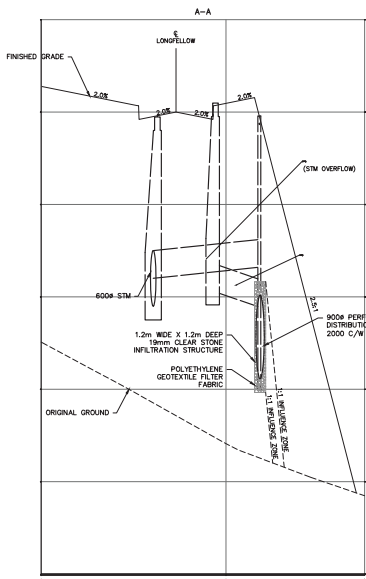 A-A
℄
LONGFELLOW
FINISHED GRADE
2.0%
2.0%
2.0%
2.0%
(STM OVERFLOW)
600ø STM
2.5:1
900ø PERF
DISTRIBUTIO
2000 C/W
1.2m WIDE X 1.2m DEEP
19mm CLEAR STONE
INFILTRATION STRUCTURE
POLYETHYLENE
GEOTEXTILE FILTER
FABRIC
ORIGINAL GROUND
1:1 INFLUENCE ZONE
1:1 INFLUENCE ZONE